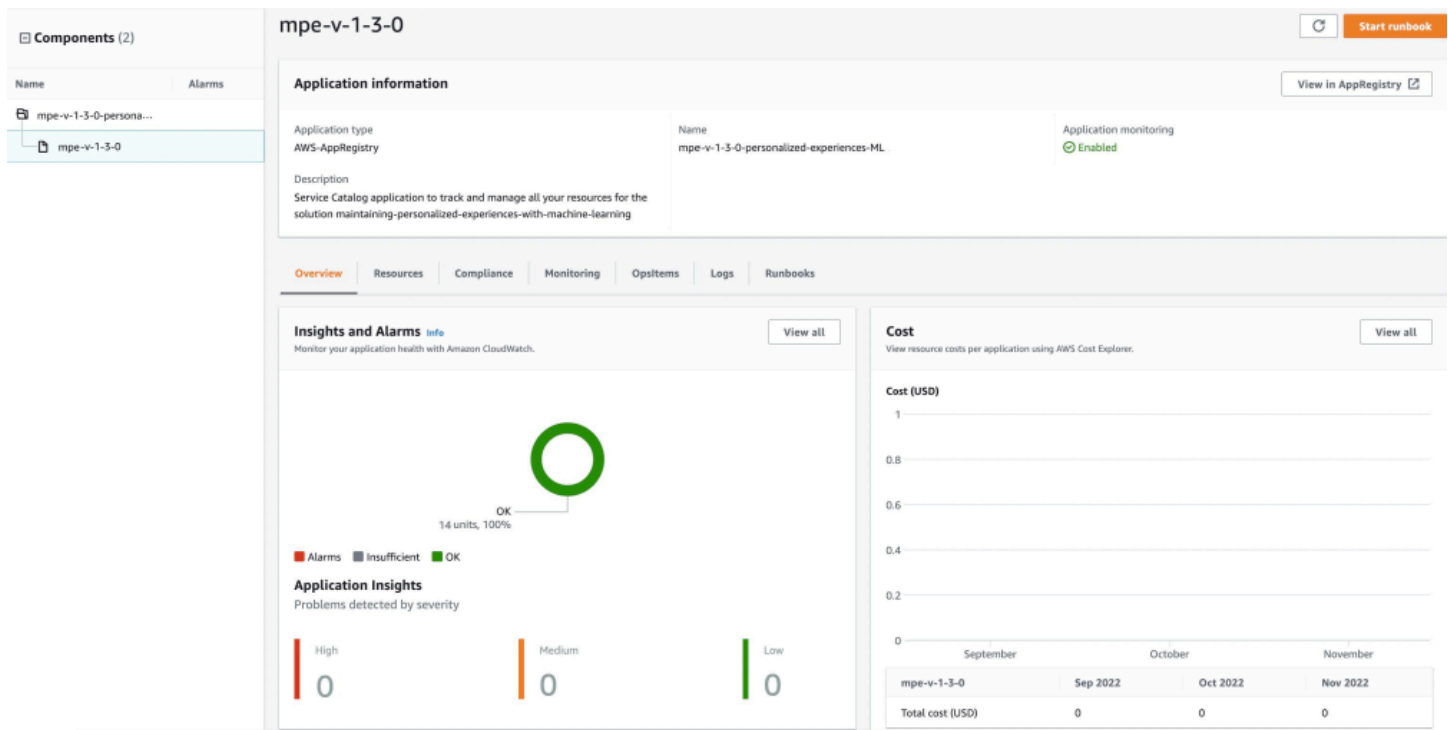 Components (2)
Name Alarms
mpe-v-1-3-0-persona...
mpe-v-1-3-0
mpe-v-1-3-0
Start runbook
Application information
View in AppRegistry
Application type
AWS-AppRegistry
Name
mpe-v-1-3-0-personalized-experiences-ML
Application monitoring
Enabled
Description
Service Catalog application to track and manage all your resources for the
solution maintaining-personalized-experiences-with-machine-learning
Overview Resources Compliance Monitoring OpsItems Logs Runbooks
Insights and Alarms Info
View all
Monitor your application health with Amazon CloudWatch.
OK
14 units, 100%
Alarms Insufficient OK
Application Insights
Problems detected by severity
High Medium Low
0 0 0
Cost
View all
View resource costs per application using AWS Cost Explorer.
Cost (USD)
1
0.8
0.6
0.4
0.2
0
September October November
mpe-v-1-3-0 Sep 2022 Oct 2022 Nov 2022
Total cost (USD) 0 0 0